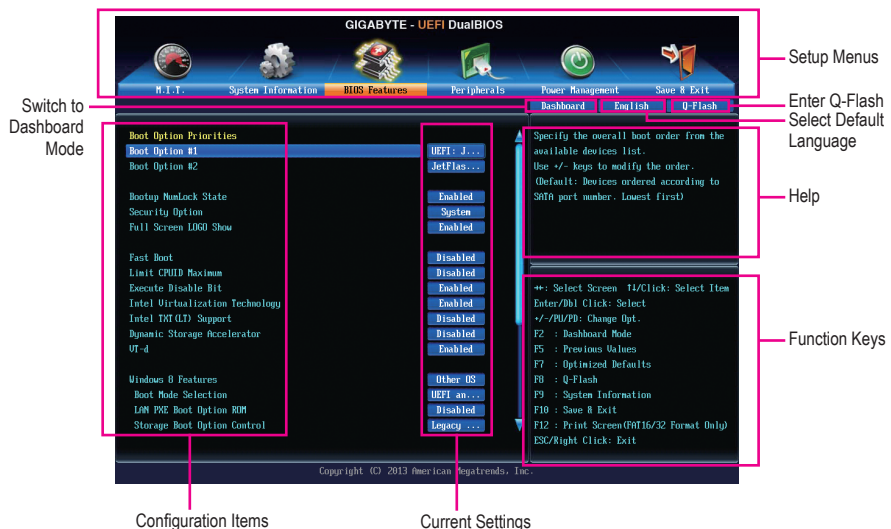 GIGABYTE - UEFI DualBIOS
Setup Menus
M.I.T. System Information BIOS Features Peripherals Power Management Save & Exit
Switch to Dashboard Mode
Dashboard English Q-Flash
Enter Q-Flash
Select Default Language
Boot Option Priorities
Boot Option #1 UEFI: J...
Boot Option #2 JetFlas...
Bootup NumLock State Enabled
Security Option System
Full Screen LOGO Show Enabled
Fast Boot Disabled
Limit CPUID Maximum Disabled
Execute Disable Bit Enabled
Intel Virtualization Technology Enabled
Intel TXT(LT) Support Disabled
Dynamic Storage Accelerator Disabled
VT-d Enabled
Windows 8 Features Other OS
Boot Mode Selection UEFI an...
LAN PXE Boot Option ROM Disabled
Storage Boot Option Control Legacy ...
Specify the overall boot order from the
available devices list.
Use +/- keys to modify the order.
(Default: Devices ordered according to
SATA port number. Lowest first)
Help
→←: Select Screen ↑↓/Click: Select Item
Enter/Dbl Click: Select
+/-/PU/PD: Change Opt.
F2 : Dashboard Mode
F5 : Previous Values
F7 : Optimized Defaults
F8 : Q-Flash
F9 : System Information
F10 : Save & Exit
F12 : Print Screen(FAT16/32 Format Only)
ESC/Right Click: Exit
Function Keys
Copyright (C) 2013 American Megatrends, Inc.
Configuration Items
Current Settings